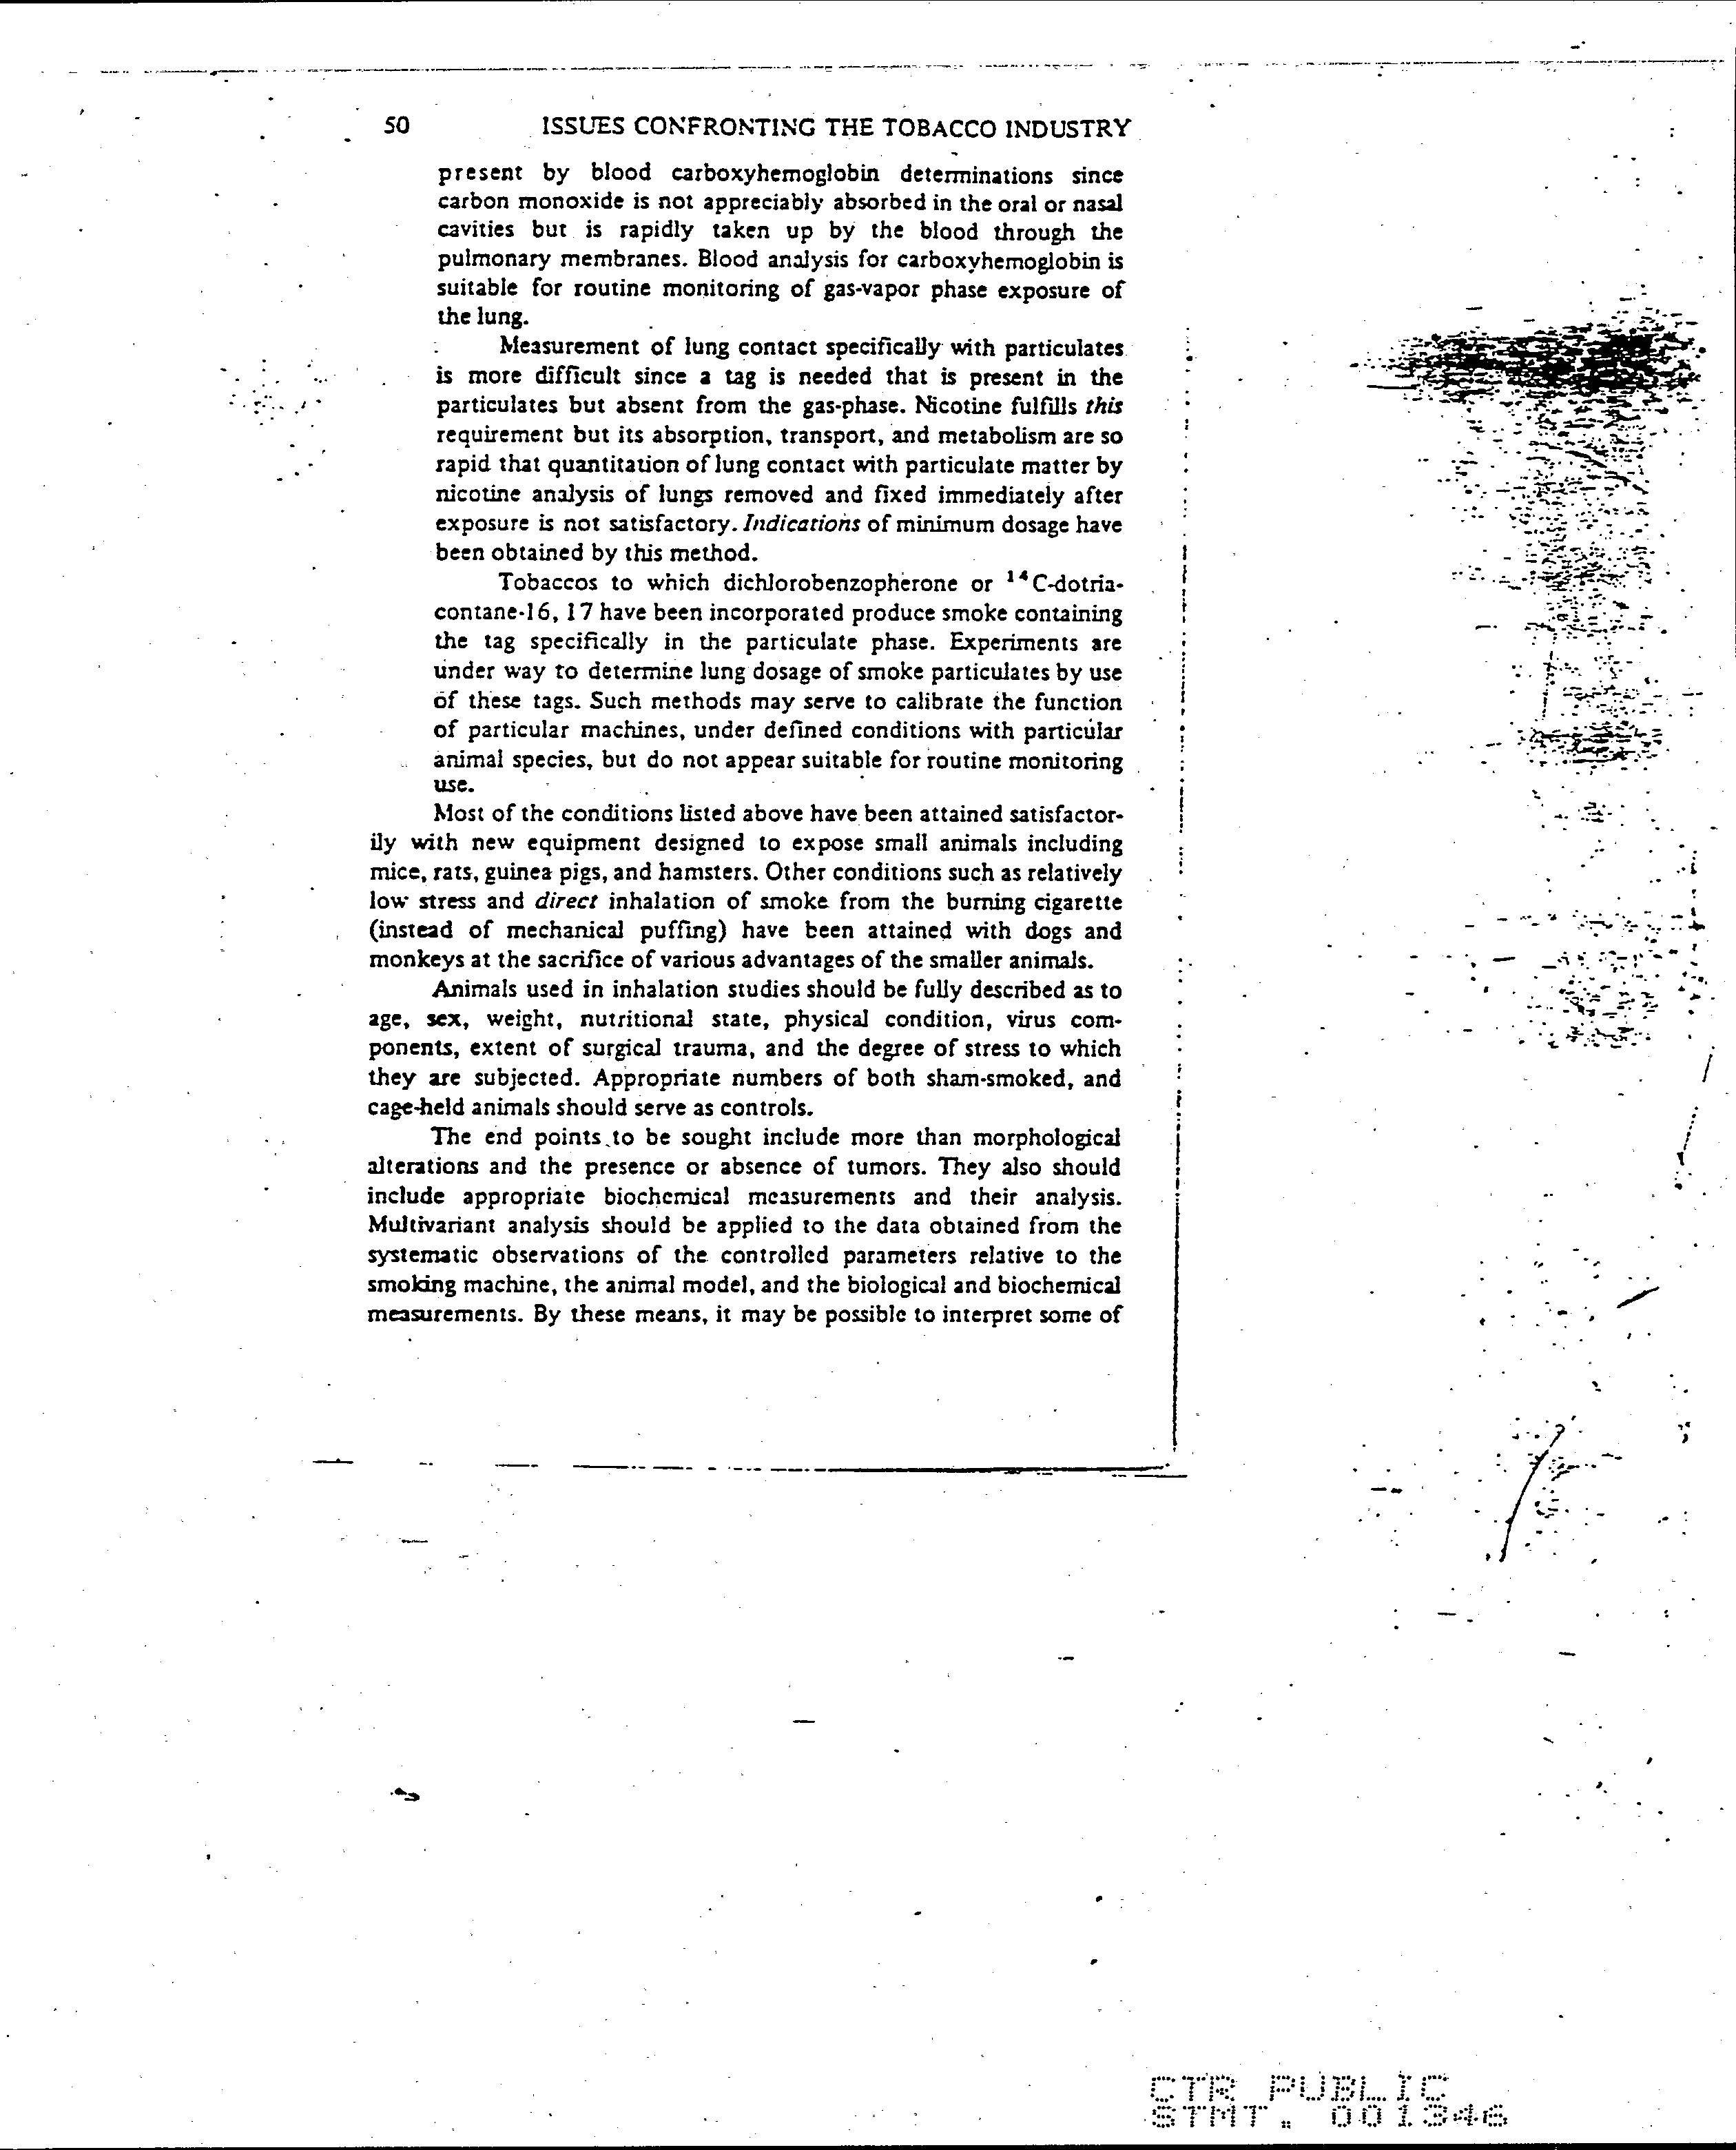 50 ISSUES CONFRONTING THE TOBACCO INDUSTRY
present by blood carboxyhemoglobin determinations since
carbon monoxide is not appreciably absorbed in the oral or nasal
cavities but is rapidly taken up by the blood through the
pulmonary membranes. Blood analysis for carboxyhemoglobin is
suitable for routine monitoring of gas-vapor phase exposure of
the lung.
Measurement of lung contact specifically with particulates
is more difficult since a tag is needed that is present in the
particulates but absent from the gas-phase. Nicotine fulfills this
requirement but its absorption, transport, and metabolism are so
rapid that quantitation of lung contact with particulate matter by
nicotine analysis of lungs removed and fixed immediately after
exposure is not satisfactory. Indications of minimum dosage have
been obtained by this method.
Tobaccos to which dichlorobenzopherone or ¹⁴C-dotria-
contane-16, 17 have been incorporated produce smoke containing
the tag specifically in the particulate phase. Experiments are
under way to determine lung dosage of smoke particulates by use
of these tags. Such methods may serve to calibrate the function
of particular machines, under defined conditions with particular
animal species, but do not appear suitable for routine monitoring
use.
Most of the conditions listed above have been attained satisfactor-
ily with new equipment designed to expose small animals including
mice, rats, guinea pigs, and hamsters. Other conditions such as relatively
low stress and direct inhalation of smoke from the burning cigarette
(instead of mechanical puffing) have been attained with dogs and
monkeys at the sacrifice of various advantages of the smaller animals.
Animals used in inhalation studies should be fully described as to
age, sex, weight, nutritional state, physical condition, virus com-
ponents, extent of surgical trauma, and the degree of stress to which
they are subjected. Appropriate numbers of both sham-smoked, and
cage-held animals should serve as controls.
The end points to be sought include more than morphological
alterations and the presence or absence of tumors. They also should
include appropriate biochemical measurements and their analysis.
Multivariant analysis should be applied to the data obtained from the
systematic observations of the controlled parameters relative to the
smoking machine, the animal model, and the biological and biochemical
measurements. By these means, it may be possible to interpret some of
CTR PUBLIC
STMT. 001346